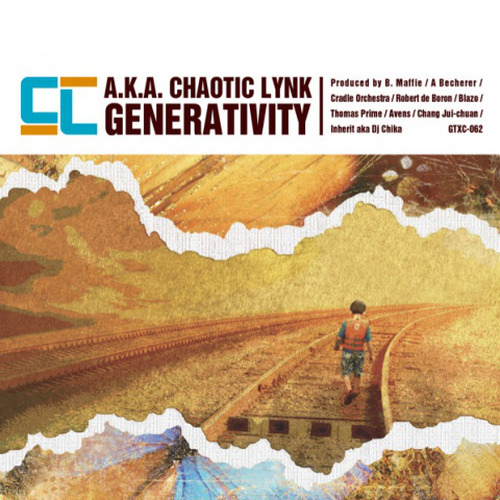 CL
A.K.A. CHAOTIC LYNK
GENERATIVITY
Produced by B. Maffie / A Becherer /
Cradle Orchestra / Robert de Boron / Blazo /
Thomas Prime / Avens / Chang Jui-chuan /
Inherit aka Dj Chika GTXC-062